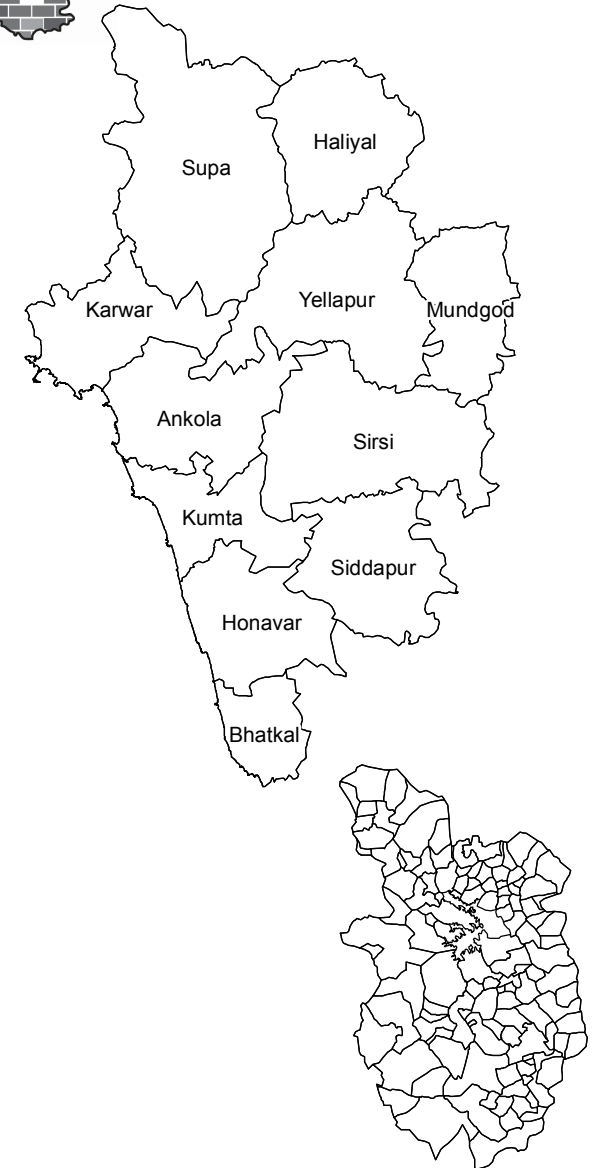 Haliyal
Supa
Yellapur
Karwar
Mundgod
Ankola
Sirsi
Kumta
Siddapur
Honavar
Bhatkal